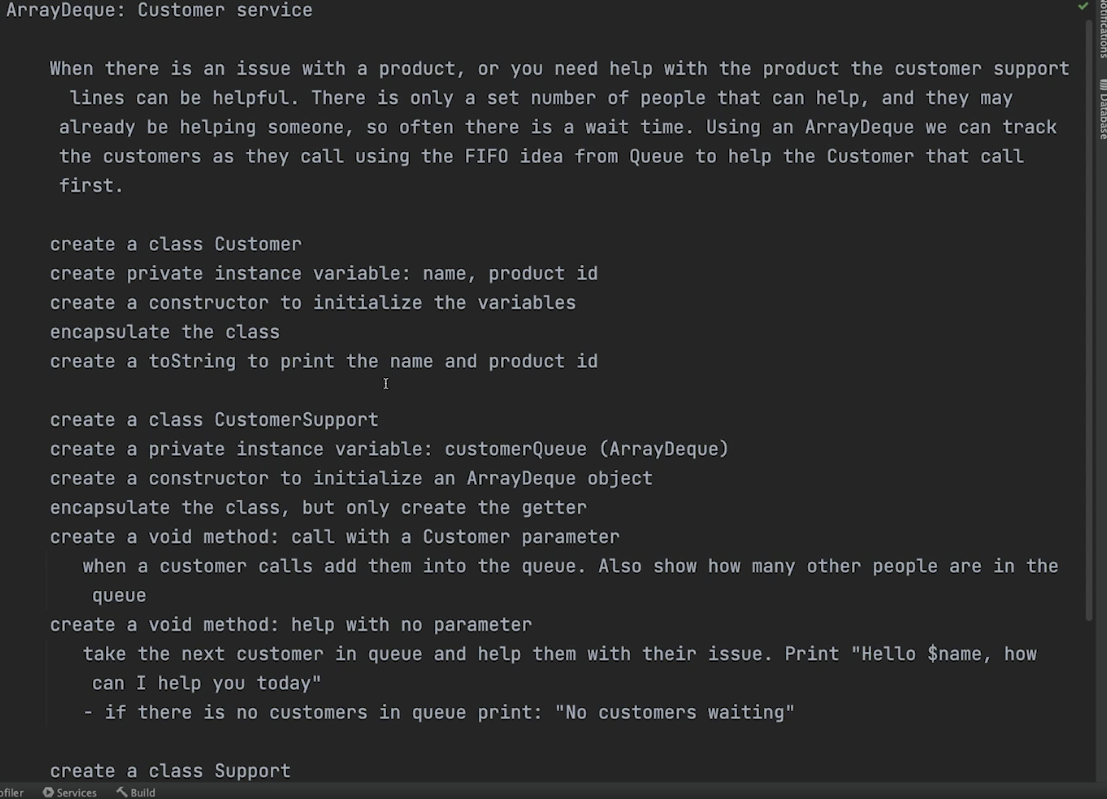 ArrayDeque: Customer service
When there is an issue with a product, or you need help with the product the customer support
lines can be helpful. There is only a set number of people that can help, and they may
already be helping someone, so often there is a wait time. Using an ArrayDeque we can track
the customers as they call using the FIFO idea from Queue to help the Customer that call
first.
create a class Customer
create private instance variable: name, product id
create a constructor to initialize the variables
encapsulate the class
create a toString to print the name and product id
create a class CustomerSupport
create a private instance variable: customerQueue (ArrayDeque)
create a constructor to initialize an ArrayDeque object
encapsulate the class, but only create the getter
create a void method: call with a Customer parameter
when a customer calls add them into the queue. Also show how many other people are in the
queue
create a void method: help with no parameter
take the next customer in queue and help them with their issue. Print "Hello $name, how
can I help you today"
- if there is no customers in queue print: "No customers waiting"
create a class Support
ofiler
Services
Build
Notifications
Database